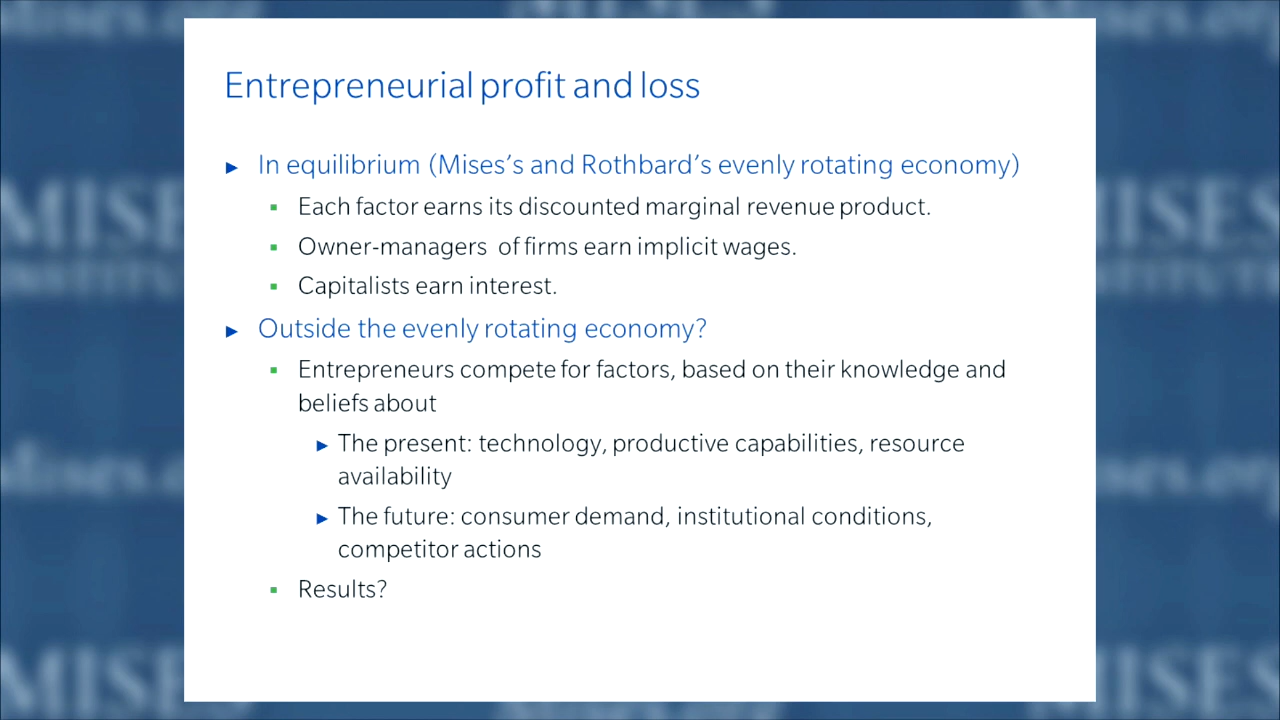 Entrepreneurial profit and loss
► In equilibrium (Mises’s and Rothbard’s evenly rotating economy)
▪ Each factor earns its discounted marginal revenue product.
▪ Owner-managers of firms earn implicit wages.
▪ Capitalists earn interest.
► Outside the evenly rotating economy?
▪ Entrepreneurs compete for factors, based on their knowledge and
beliefs about
► The present: technology, productive capabilities, resource
availability
► The future: consumer demand, institutional conditions,
competitor actions
▪ Results?